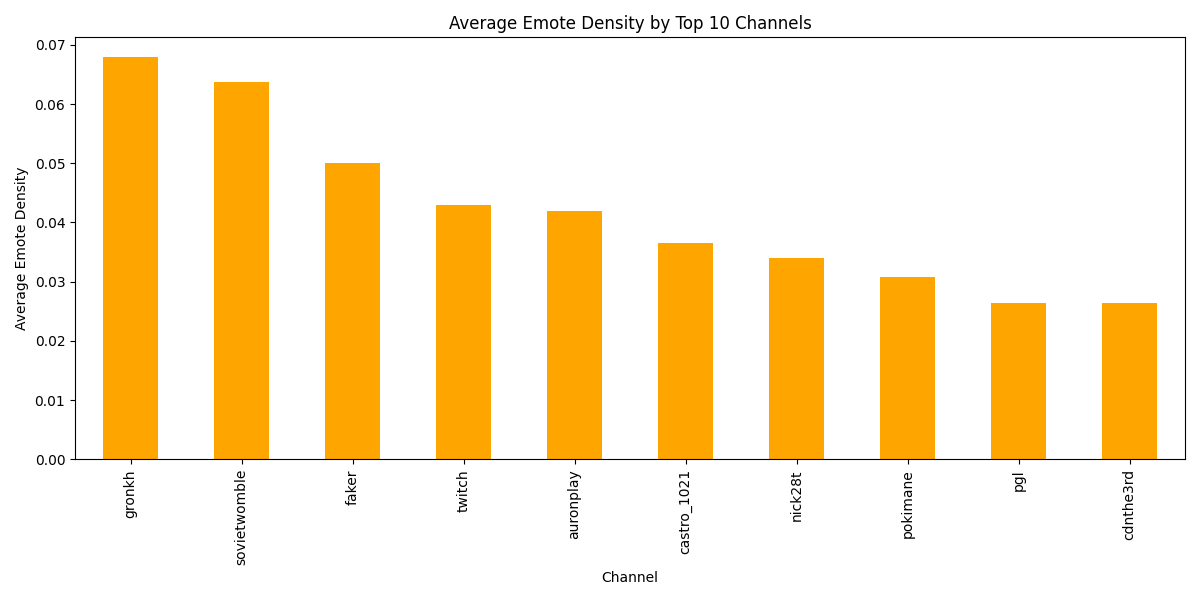 Average Emote Density by Top 10 Channels
Average Emote Density
0.07
0.06
0.05
0.04
0.03
0.02
0.01
0.00
gronkh
sovietwomble
faker
twitch
auronplay
castro_1021
nick28t
pokimane
pgl
cdnthe3rd
Channel